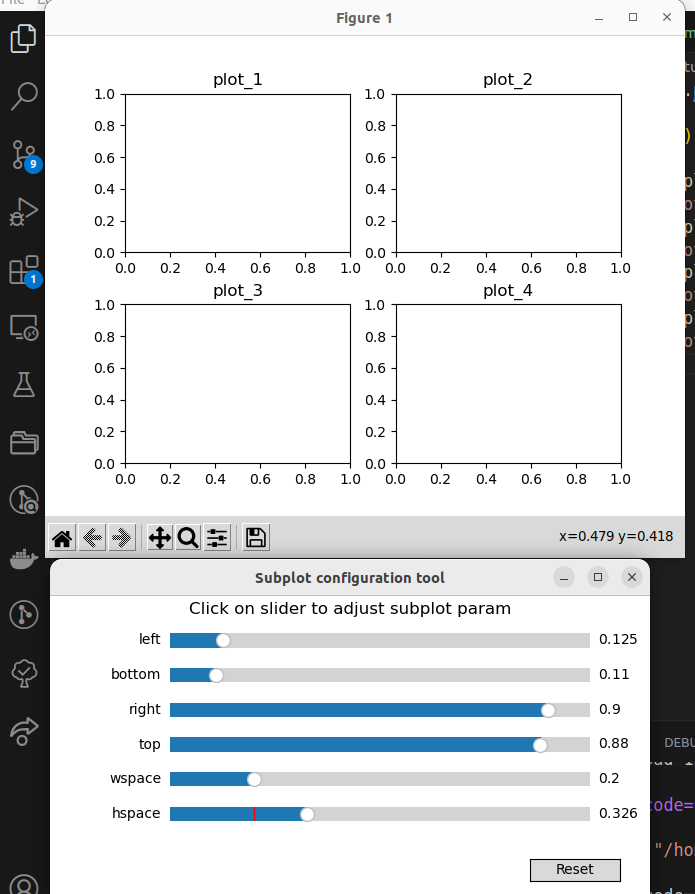 Figure 1
9
1
plot_1
plot_2
1.0
0.8
0.6
0.4
0.2
0.0
0.0 0.2 0.4 0.6 0.8 1.0
1.0
0.8
0.6
0.4
0.2
0.0
0.0 0.2 0.4 0.6 0.8 1.0
plot_3
plot_4
1.0
0.8
0.6
0.4
0.2
0.0
0.0 0.2 0.4 0.6 0.8 1.0
1.0
0.8
0.6
0.4
0.2
0.0
0.0 0.2 0.4 0.6 0.8 1.0
x=0.479 y=0.418
Subplot configuration tool
Click on slider to adjust subplot param
left 0.125
bottom 0.11
right 0.9
top 0.88
wspace 0.2
hspace 0.326
Reset
DEBU
code=
"/ho